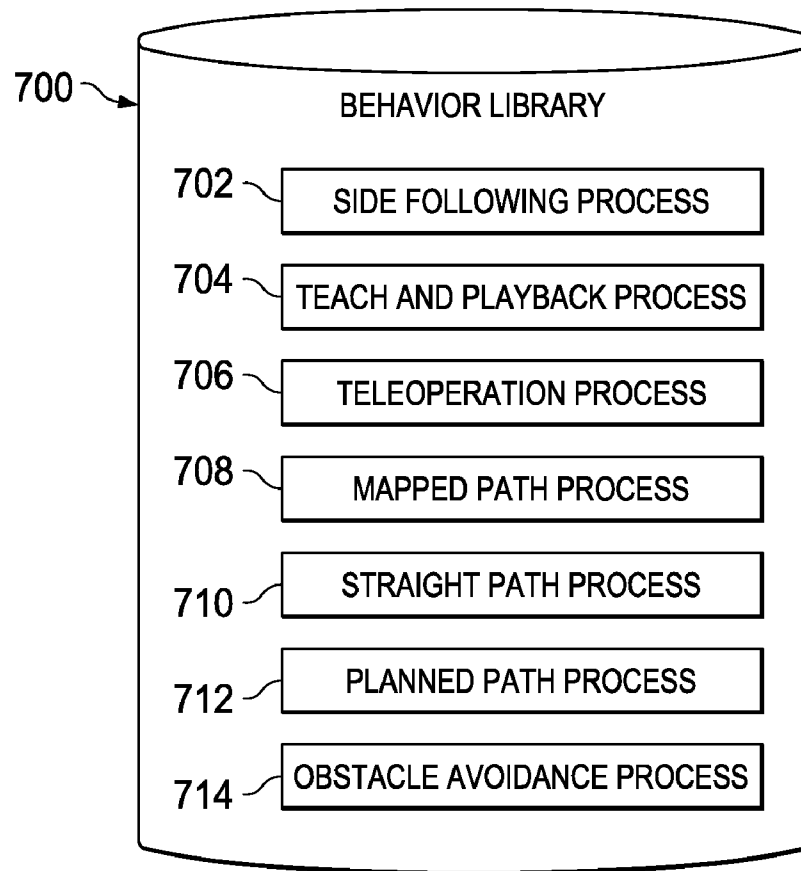 700
BEHAVIOR LIBRARY
702 SIDE FOLLOWING PROCESS
704 TEACH AND PLAYBACK PROCESS
706 TELEOPERATION PROCESS
708 MAPPED PATH PROCESS
710 STRAIGHT PATH PROCESS
712 PLANNED PATH PROCESS
714 OBSTACLE AVOIDANCE PROCESS